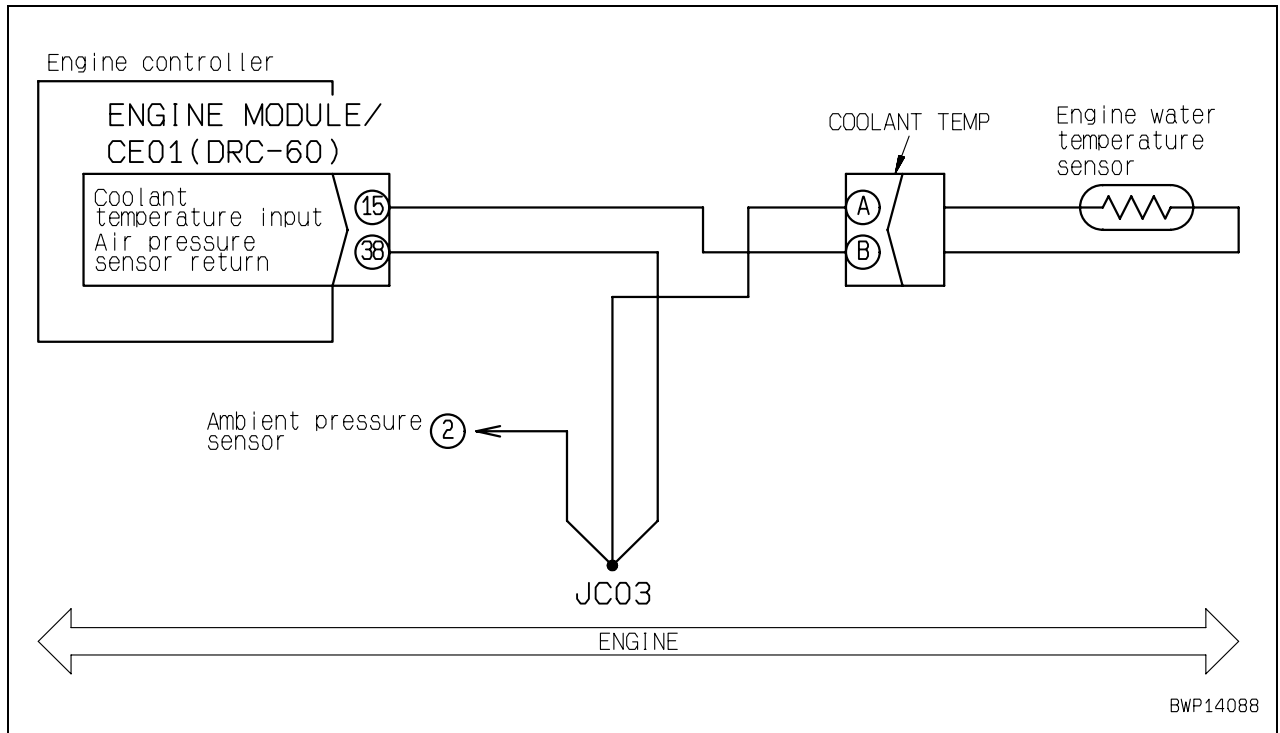 Engine controller
ENGINE MODULE/
CE01(DRC-60)
Coolant
temperature input
Air pressure
sensor return
15
38
COOLANT TEMP
A
B
Engine water
temperature
sensor
Ambient pressure
sensor
2
JC03
ENGINE
BWP14088